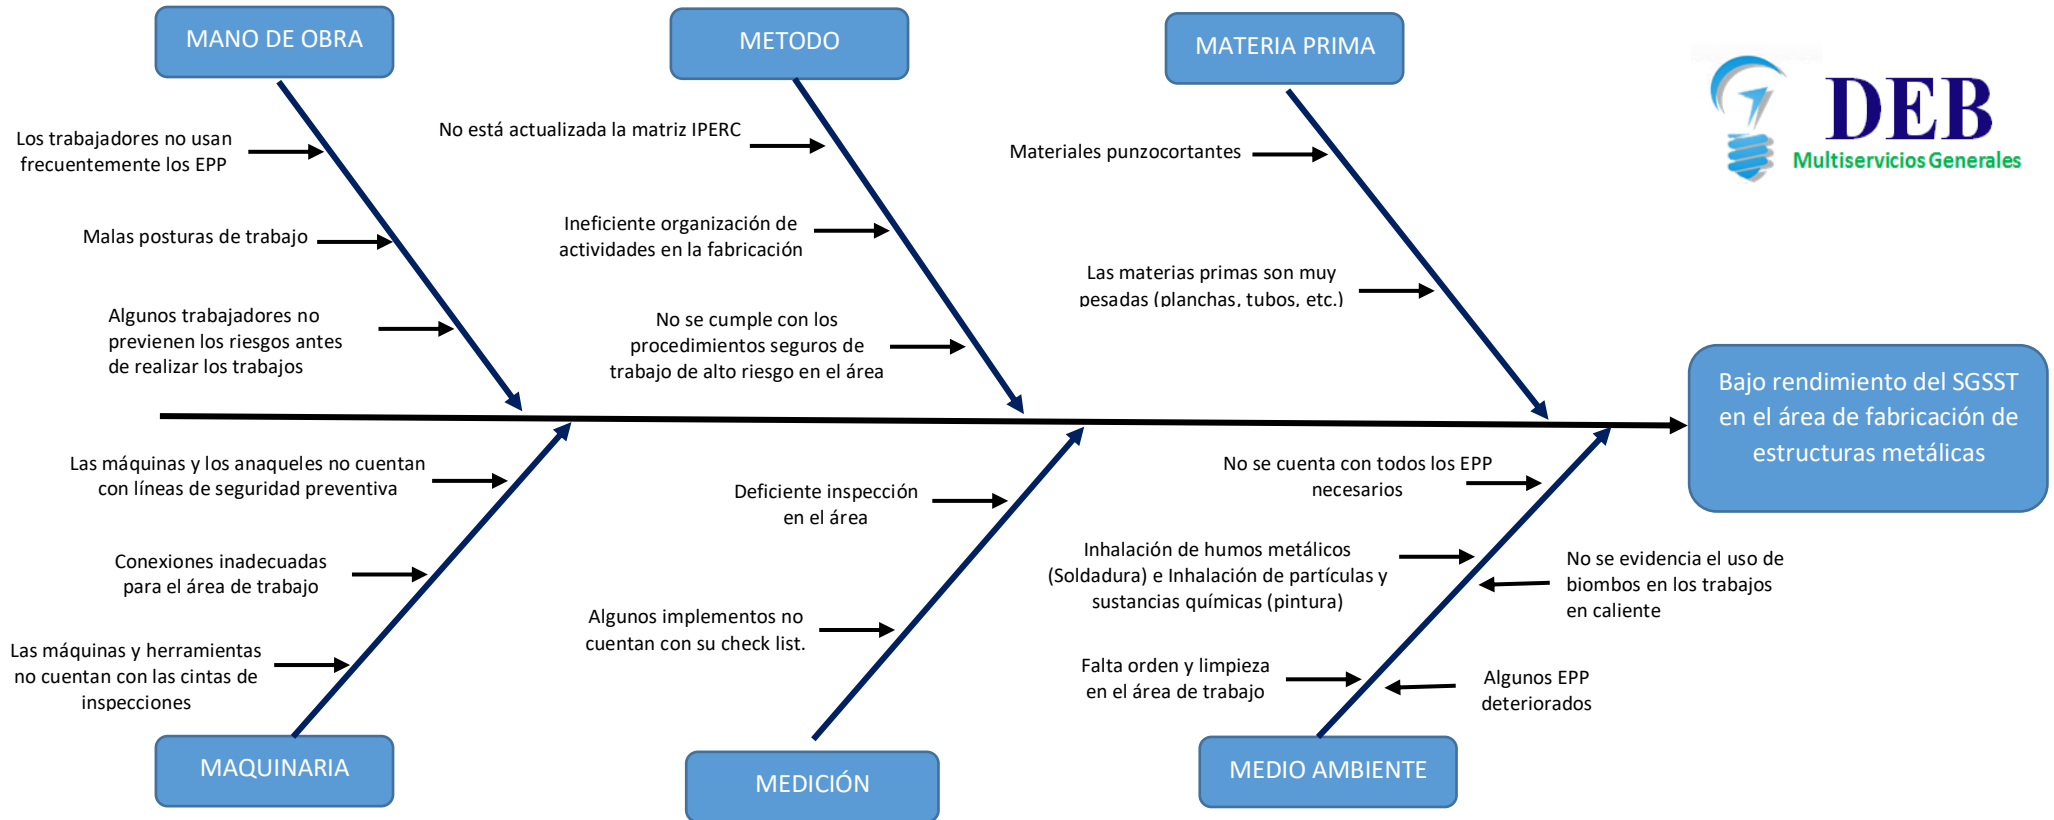 MANO DE OBRA
METODO
MATERIA PRIMA
DEB
Multiservicios Generales
Los trabajadores no usan
frecuentemente los EPP
Malas posturas de trabajo
Algunos trabajadores no
previenen los riesgos antes
de realizar los trabajos
No está actualizada la matriz IPERC
Ineficiente organización de
actividades en la fabricación
No se cumple con los
procedimientos seguros de
trabajo de alto riesgo en el área
Materiales punzocortantes
Las materias primas son muy
pesadas (planchas, tubos, etc.)
Bajo rendimiento del SGSST
en el área de fabricación de
estructuras metálicas
Las máquinas y los anaqueles no cuentan
con líneas de seguridad preventiva
Conexiones inadecuadas
para el área de trabajo
Las máquinas y herramientas
no cuentan con las cintas de
inspecciones
Deficiente inspección
en el área
Algunos implementos no
cuentan con su check list.
No se cuenta con todos los EPP
necesarios
Inhalación de humos metálicos
(Soldadura) e Inhalación de partículas y
sustancias químicas (pintura)
No se evidencia el uso de
biombos en los trabajos
en caliente
Falta orden y limpieza
en el área de trabajo
Algunos EPP
deteriorados
MAQUINARIA
MEDICIÓN
MEDIO AMBIENTE